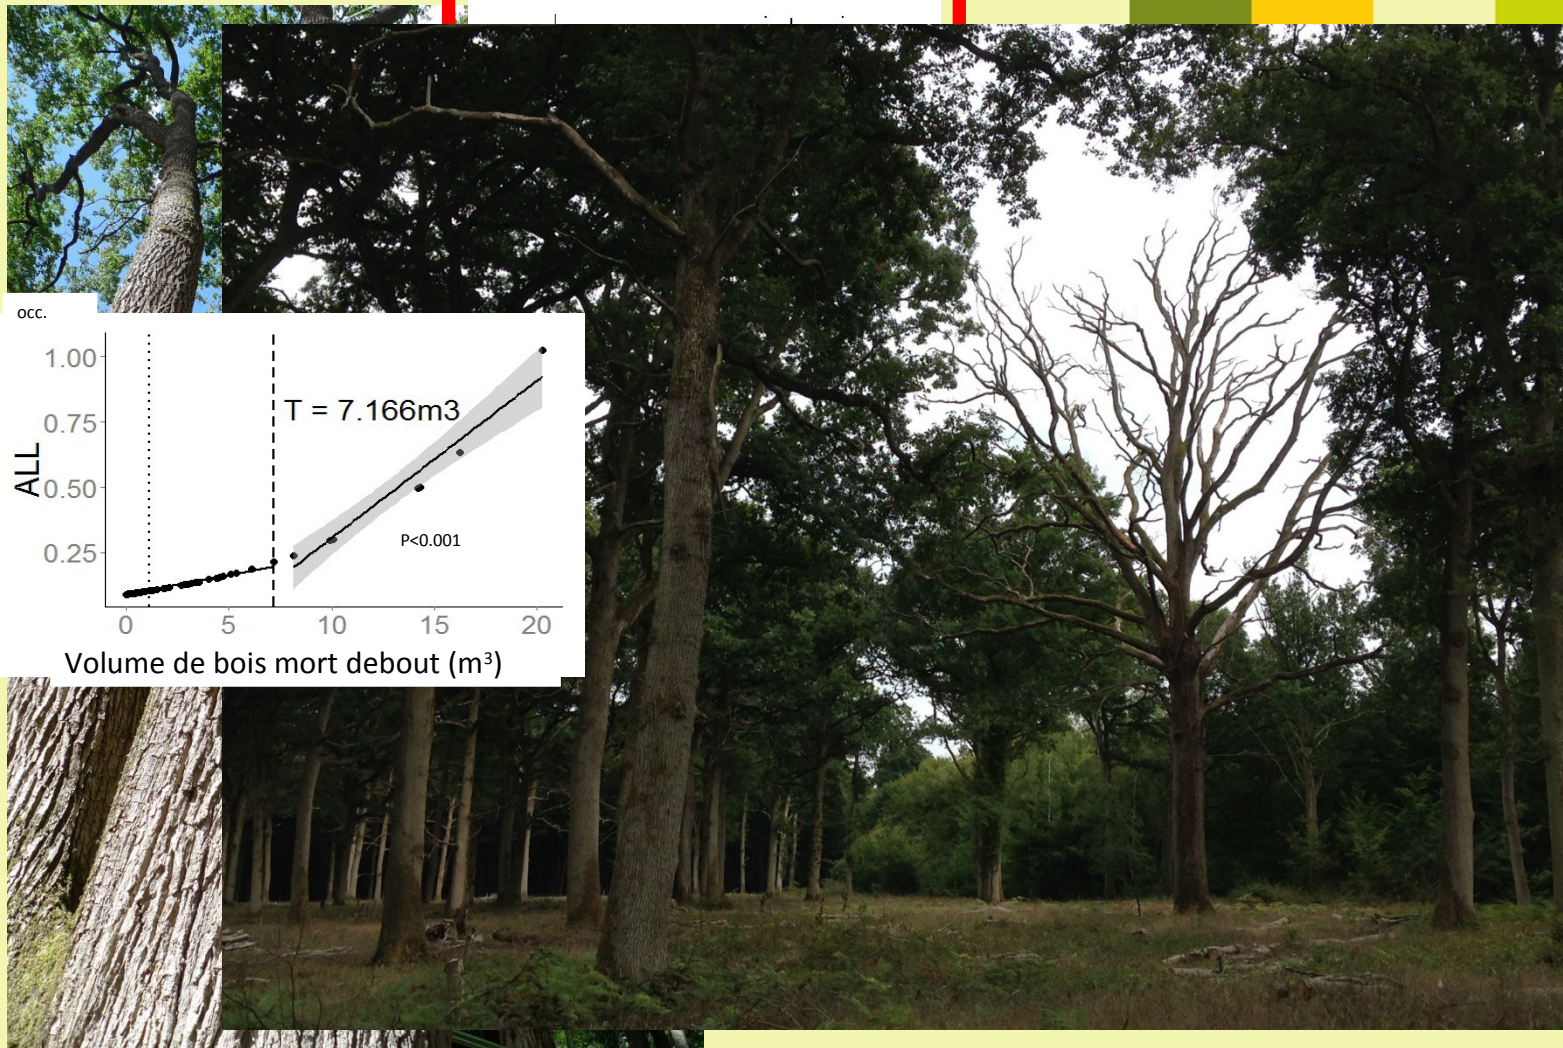 occ.
1.00
0.75
0.50
0.25
ALL
T = 7.166m3
P<0.001
0 5 10 15 20
Volume de bois mort debout (m³)